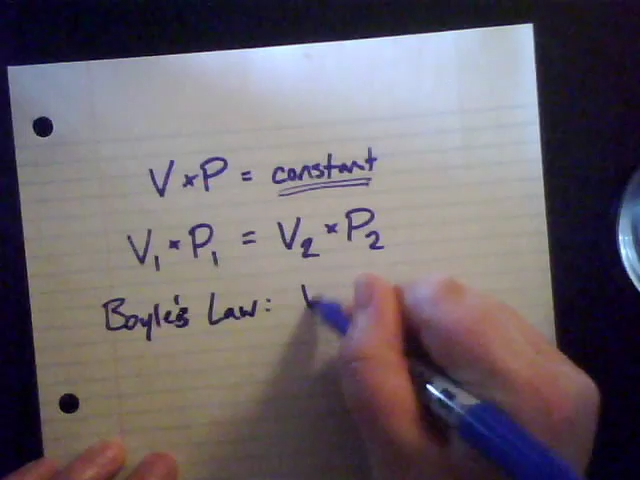 V × P = constant
V₁ × P₁ = V₂ × P₂
Boyle's Law: